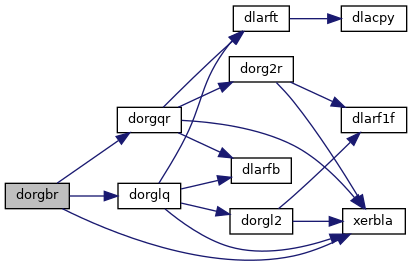 dlarft
dlacpy
dorg2r
dorgqr
dlarf1f
dlarfb
dorgbr
dorglq
dorgl2
xerbla